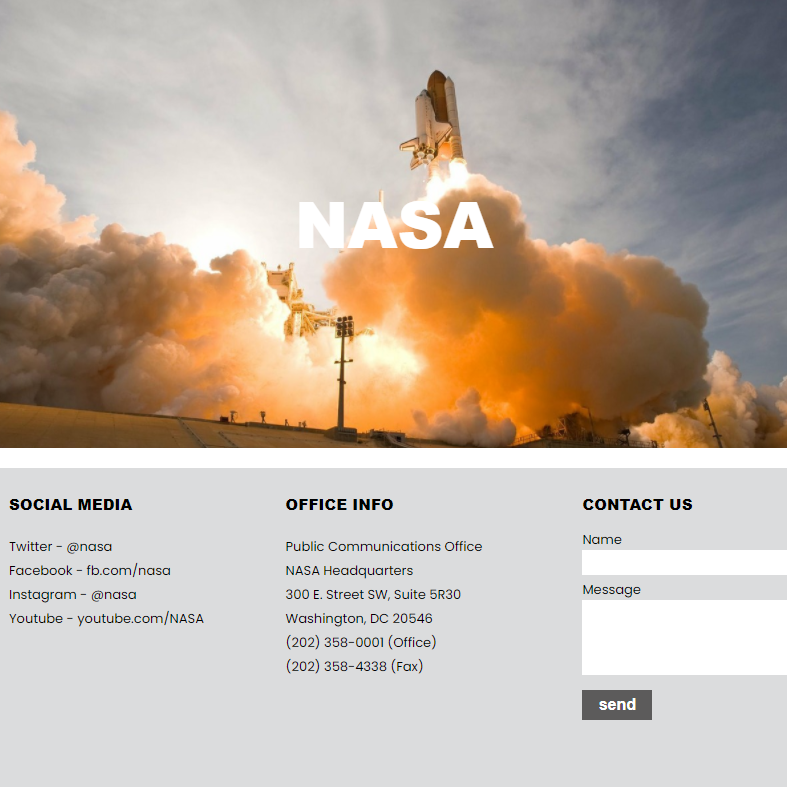 NASA
SOCIAL MEDIA
Twitter - @nasa
Facebook - fb.com/nasa
Instagram - @nasa
Youtube - youtube.com/NASA
OFFICE INFO
Public Communications Office
NASA Headquarters
300 E. Street SW, Suite 5R30
Washington, DC 20546
(202) 358-0001 (Office)
(202) 358-4338 (Fax)
CONTACT US
Name
Message
send